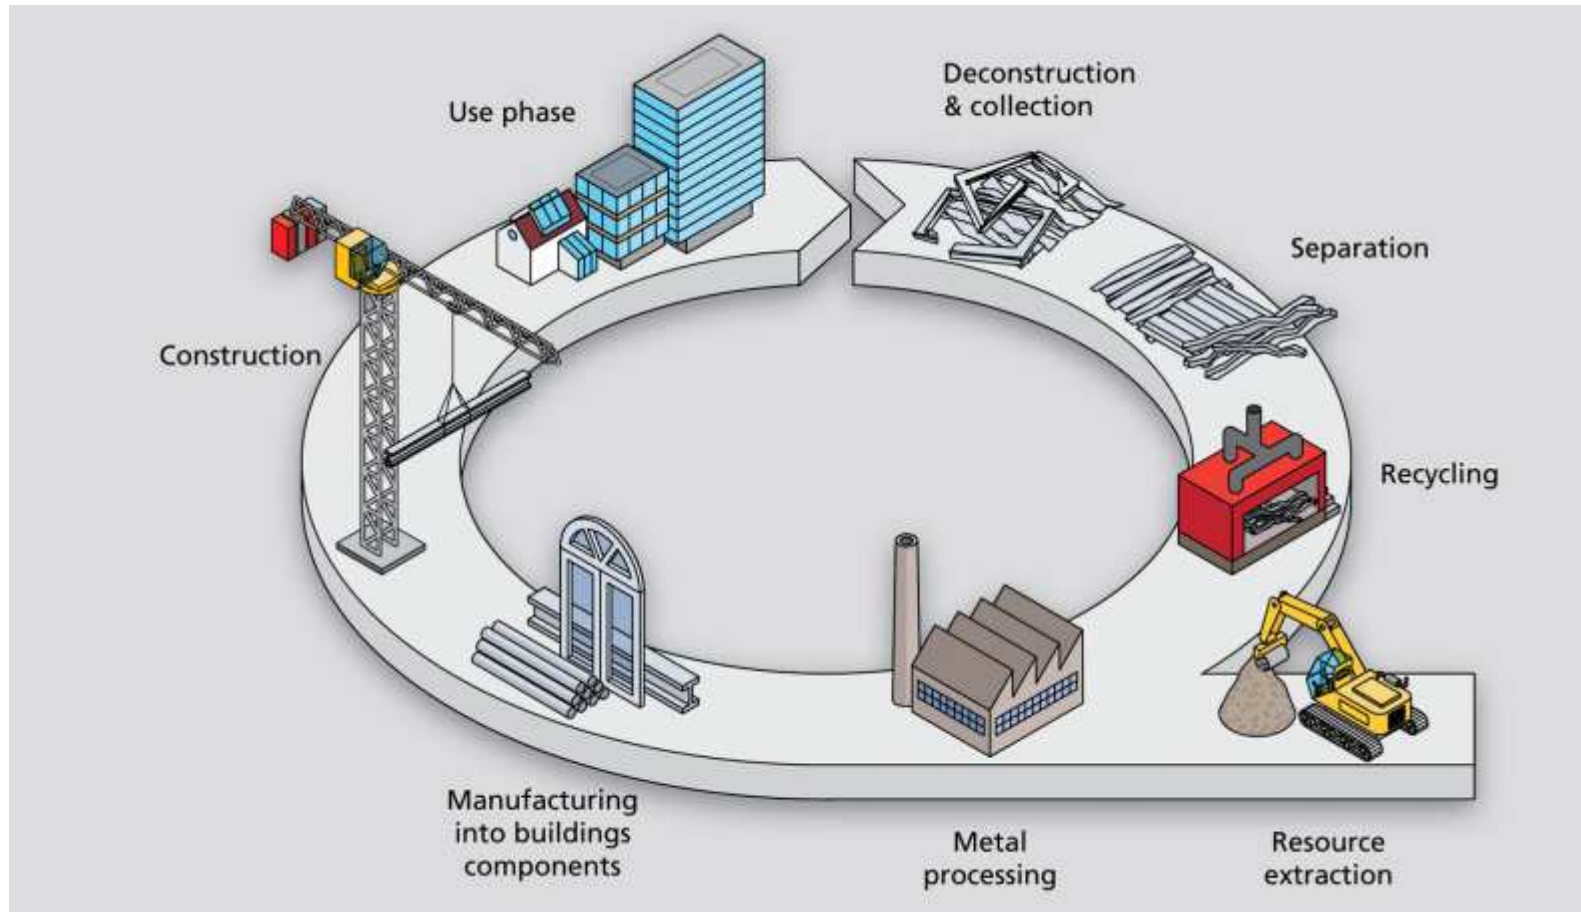 Use phase
Deconstruction
& collection
Separation
Construction
Recycling
Manufacturing
into buildings
components
Metal
processing
Resource
extraction